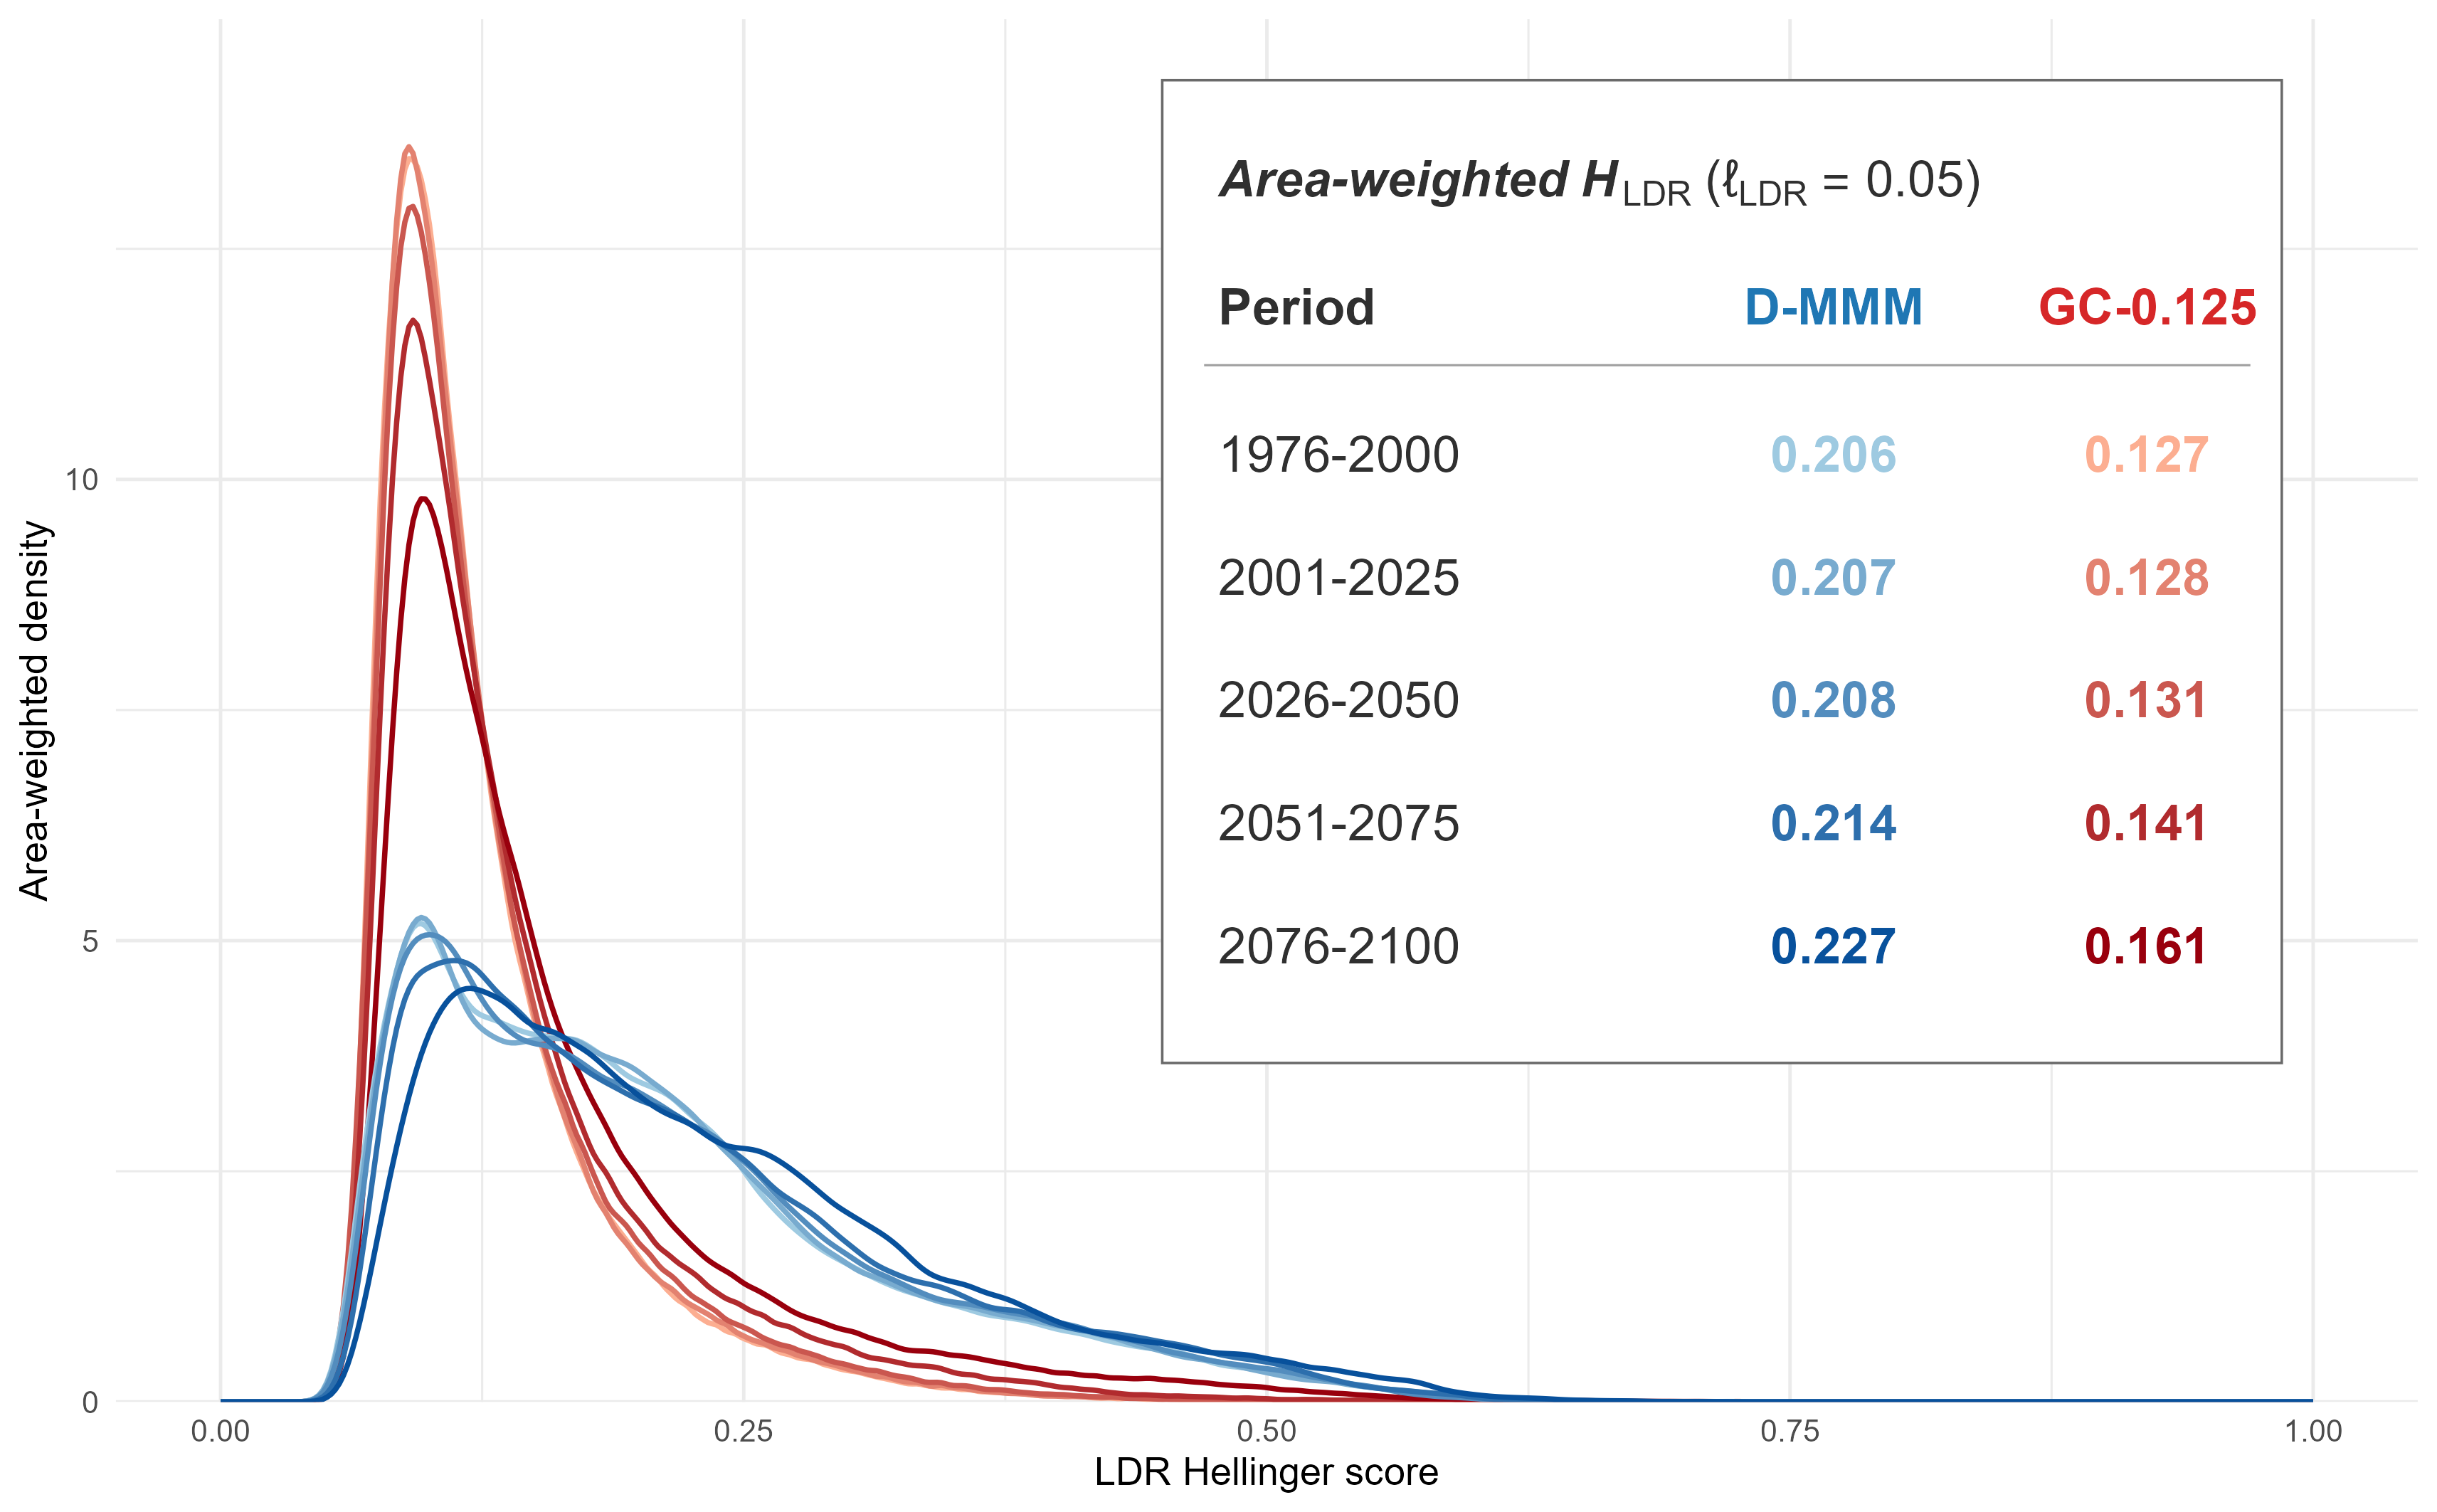 Area-weighted H LDR (ℓLDR = 0.05)
Period D-MMM GC-0.125
1976-2000 0.206 0.127
2001-2025 0.207 0.128
2026-2050 0.208 0.131
2051-2075 0.214 0.141
2076-2100 0.227 0.161
Area-weighted density
10
5
0
0.00 0.25 0.50 0.75 1.00
LDR Hellinger score